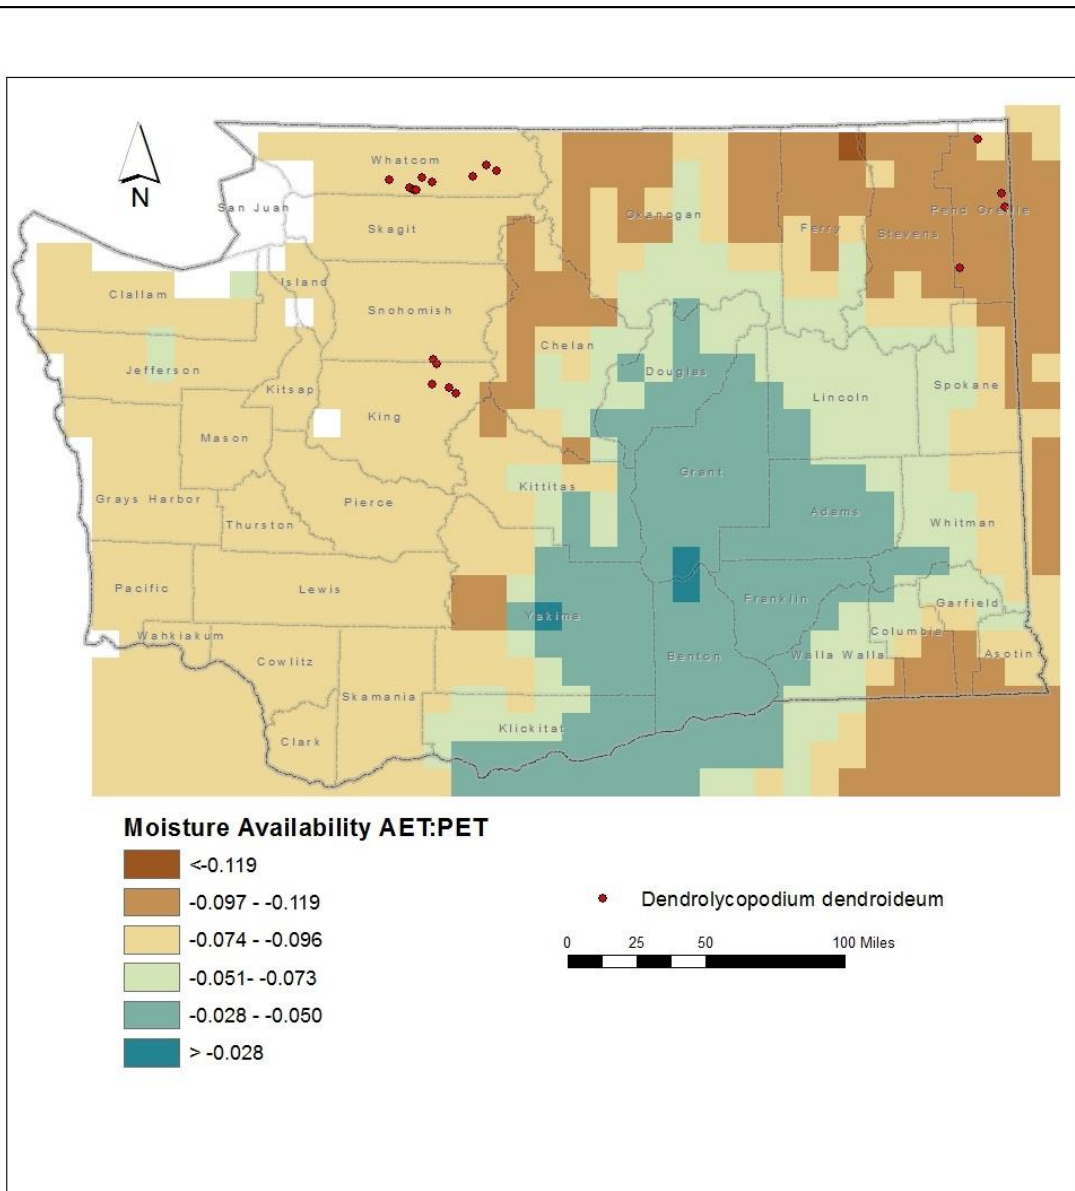 Whatcom
N
San Juan
Okanogan
Pend Oreille
Skagit
Ferry
Stevens
Island
Clallam
Snohomish
Chelan
Jefferson
Douglas
Kitsap
Spokane
Lincoln
King
Mason
Grant
Kittitas
Grays Harbor
Pierce
Adams
Thurston
Whitman
Pacific
Lewis
Franklin
Garfield
Yakima
Columbia
Wahkiakum
Benton
Walla Walla
Asotin
Cowlitz
Skamania
Klickitat
Clark
Moisture Availability AET:PET
<-0.119
-0.097 - -0.119
-0.074 - -0.096
-0.051- -0.073
-0.028 - -0.050
> -0.028
Dendrolycopodium dendroideum
0 25 50 100 Miles